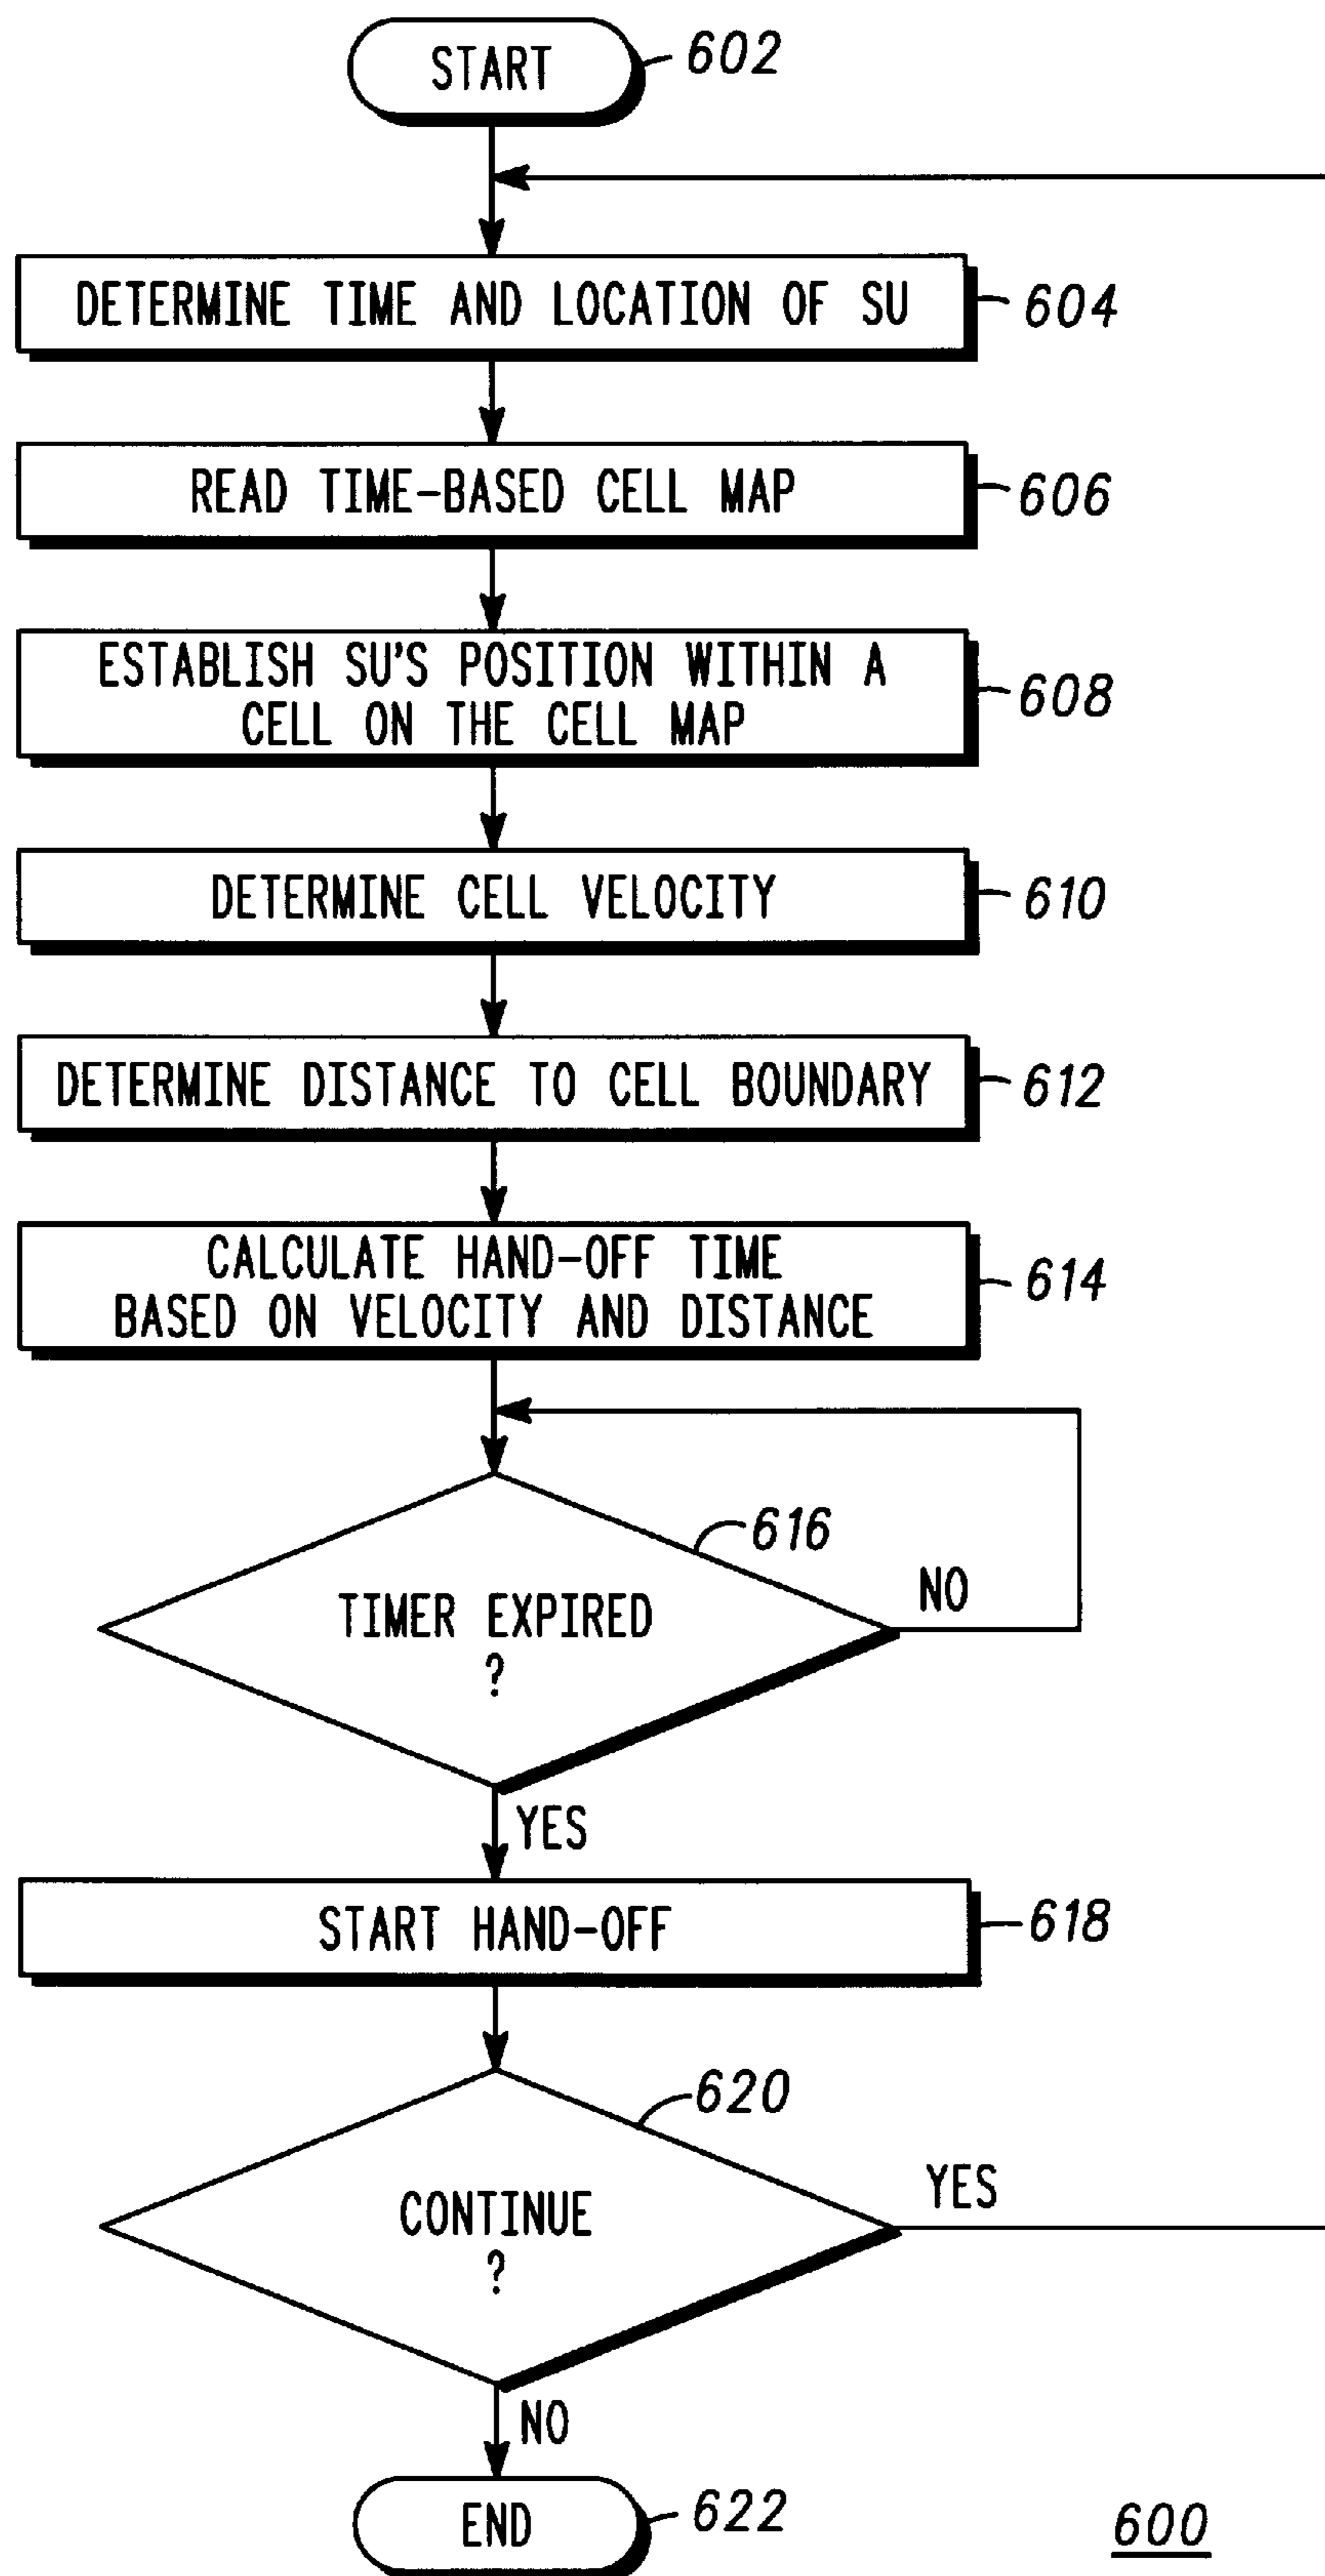 START
602
DETERMINE TIME AND LOCATION OF SU
604
READ TIME-BASED CELL MAP
606
ESTABLISH SU'S POSITION WITHIN A
CELL ON THE CELL MAP
608
DETERMINE CELL VELOCITY
610
DETERMINE DISTANCE TO CELL BOUNDARY
612
CALCULATE HAND-OFF TIME
BASED ON VELOCITY AND DISTANCE
614
616
TIMER EXPIRED
?
NO
YES
START HAND-OFF
618
620
CONTINUE
?
YES
NO
END
622
600